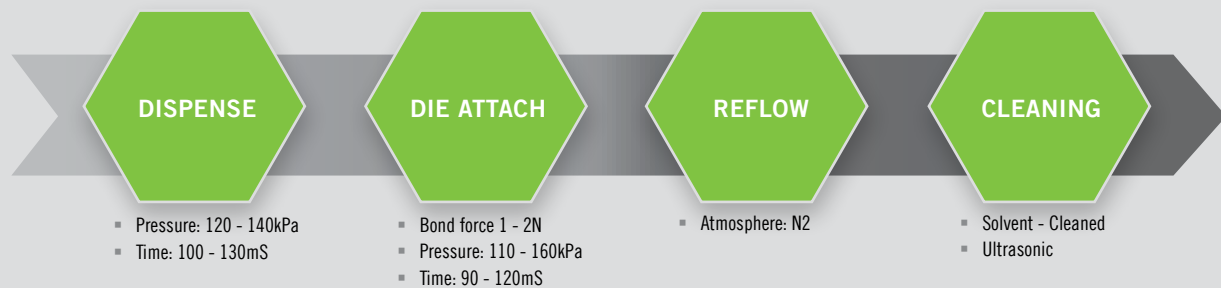 DISPENSE
Pressure: 120 - 140kPa
Time: 100 - 130mS
DIE ATTACH
Bond force 1 - 2N
Pressure: 110 - 160kPa
Time: 90 - 120mS
REFLOW
Atmosphere: N2
CLEANING
Solvent - Cleaned
Ultrasonic